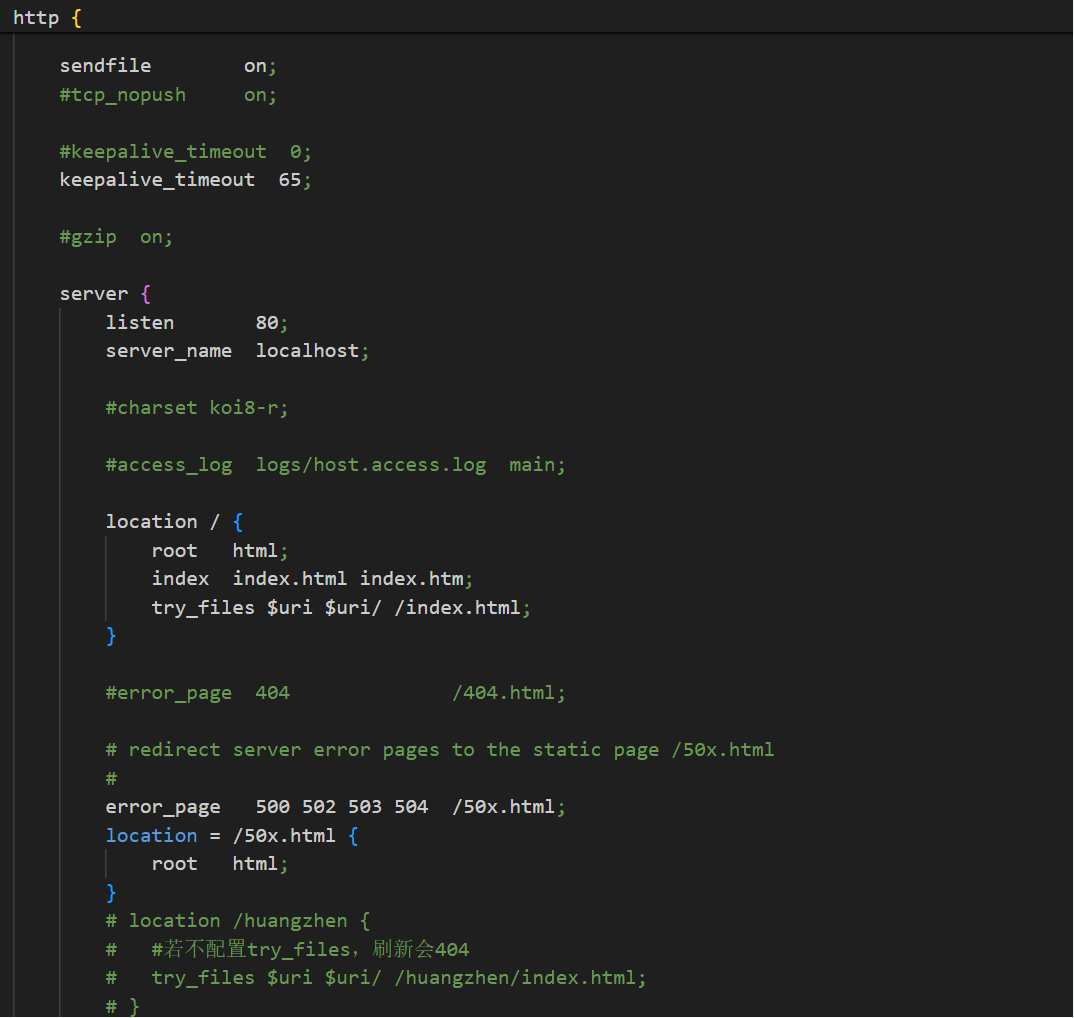 http {
sendfile        on;
#tcp_nopush     on;
#keepalive_timeout  0;
keepalive_timeout  65;
#gzip  on;
server {
listen       80;
server_name  localhost;
#charset koi8-r;
#access_log  logs/host.access.log  main;
location / {
root   html;
index  index.html index.htm;
try_files $uri $uri/ /index.html;
}
#error_page  404              /404.html;
# redirect server error pages to the static page /50x.html
#
error_page   500 502 503 504  /50x.html;
location = /50x.html {
root   html;
}
# location /huangzhen {
#   #若不配置try_files，刷新会404
#   try_files $uri $uri/ /huangzhen/index.html;
# }